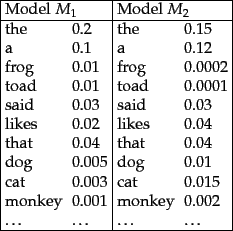 Model M₁ Model M₂
the 0.2 the 0.15
a 0.1 a 0.12
frog 0.01 frog 0.0002
toad 0.01 toad 0.0001
said 0.03 said 0.03
likes 0.02 likes 0.04
that 0.04 that 0.04
dog 0.005 dog 0.01
cat 0.003 cat 0.015
monkey 0.001 monkey 0.002
... ... ... ...